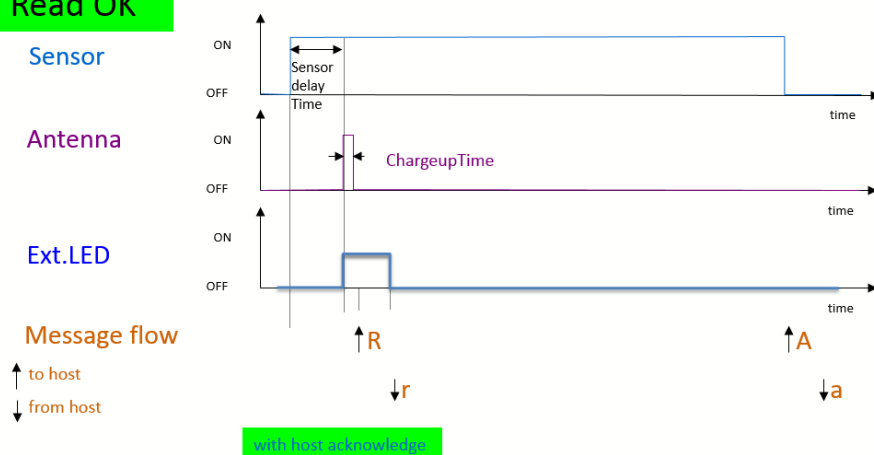 Read OK
Sensor
ON
Sensor
delay
Time
OFF
time
Antenna
ON
ChargeupTime
OFF
time
Ext.LED
ON
OFF
time
Message flow
R
A
to host
r
a
from host
with host acknowledge